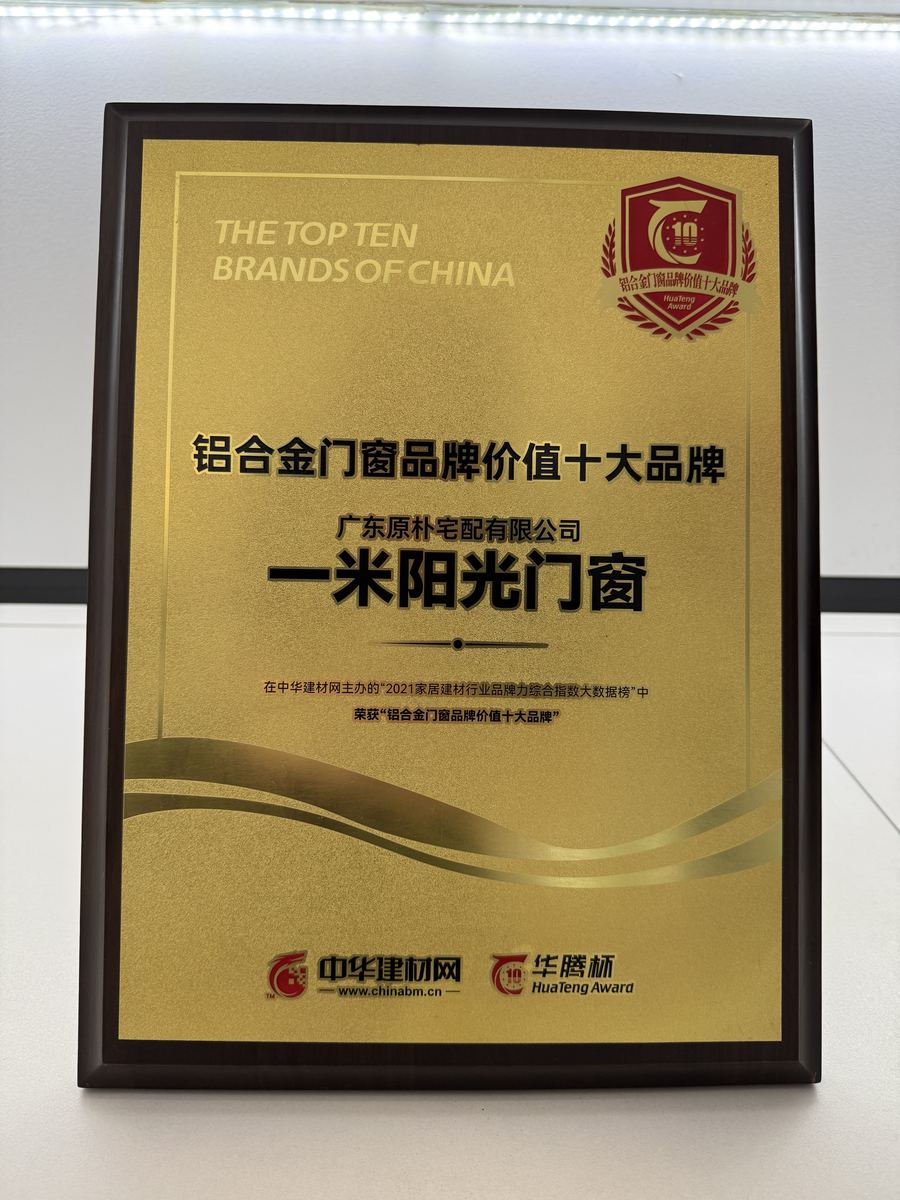 THE TOP TEN
BRANDS OF CHINA
10
铝合金门窗品牌价值十大品牌
HuaTeng
Award
铝合金门窗品牌价值十大品牌
广东原朴宅配有限公司
一米阳光门窗
在中华建材网主办的“2021家居建材行业品牌力综合指数大数据榜”中
荣获“铝合金门窗品牌价值十大品牌”
TM
中华建材网
www.chinabm.cn
10
华腾杯
HuaTeng Award